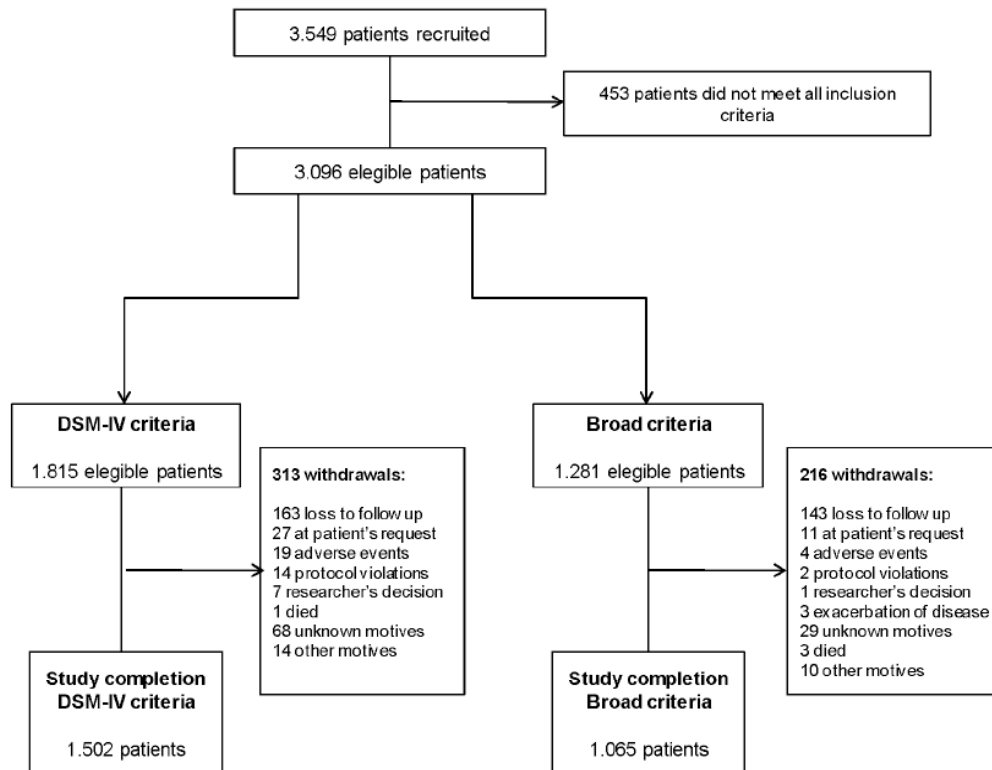 3.549 patients recruited
453 patients did not meet all inclusion
criteria
3.096 elegible patients
DSM-IV criteria
1.815 elegible patients
313 withdrawals:
163 loss to follow up
27 at patient's request
19 adverse events
14 protocol violations
7 researcher's decision
1 died
68 unknown motives
14 other motives
Study completion
DSM-IV criteria
1.502 patients
Broad criteria
1.281 elegible patients
216 withdrawals:
143 loss to follow up
11 at patient's request
4 adverse events
2 protocol violations
1 researcher's decision
3 exacerbation of disease
29 unknown motives
3 died
10 other motives
Study completion
Broad criteria
1.065 patients